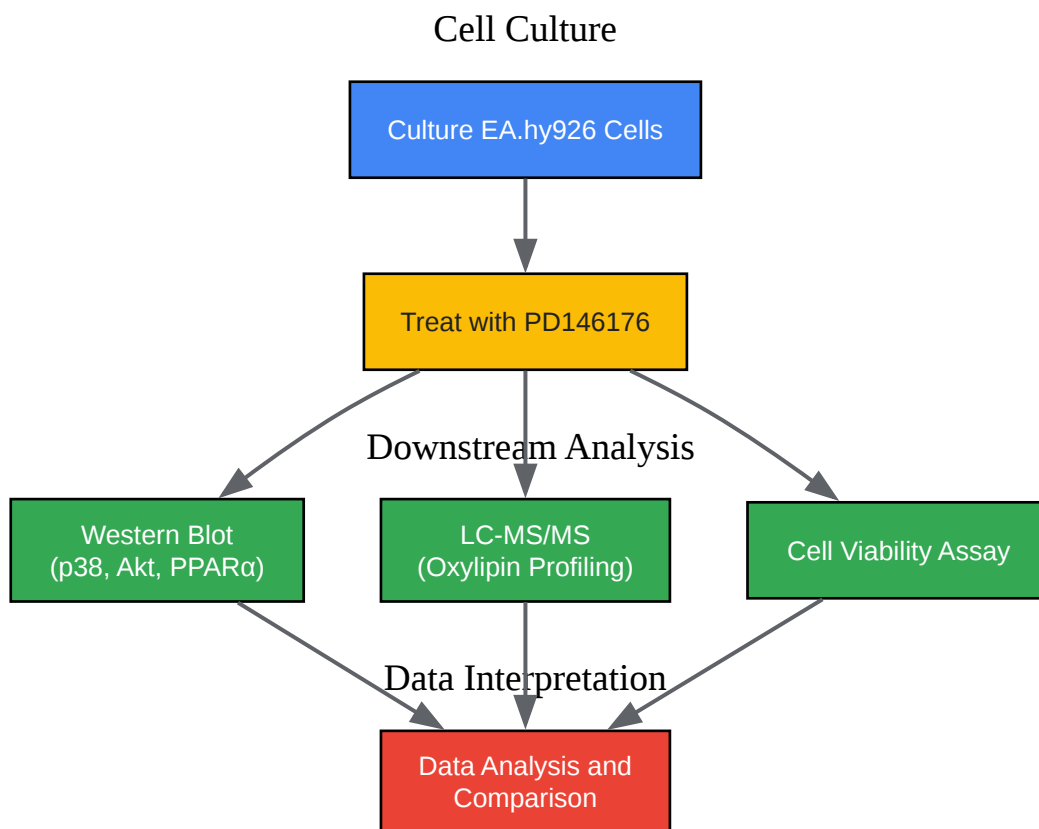 Cell Culture
Culture EA.hy926 Cells
Treat with PD146176
Downstream Analysis
Western Blot
(p38, Akt, PPARα)
LC-MS/MS
(Oxylipin Profiling)
Cell Viability Assay
Data Interpretation
Data Analysis and
Comparison